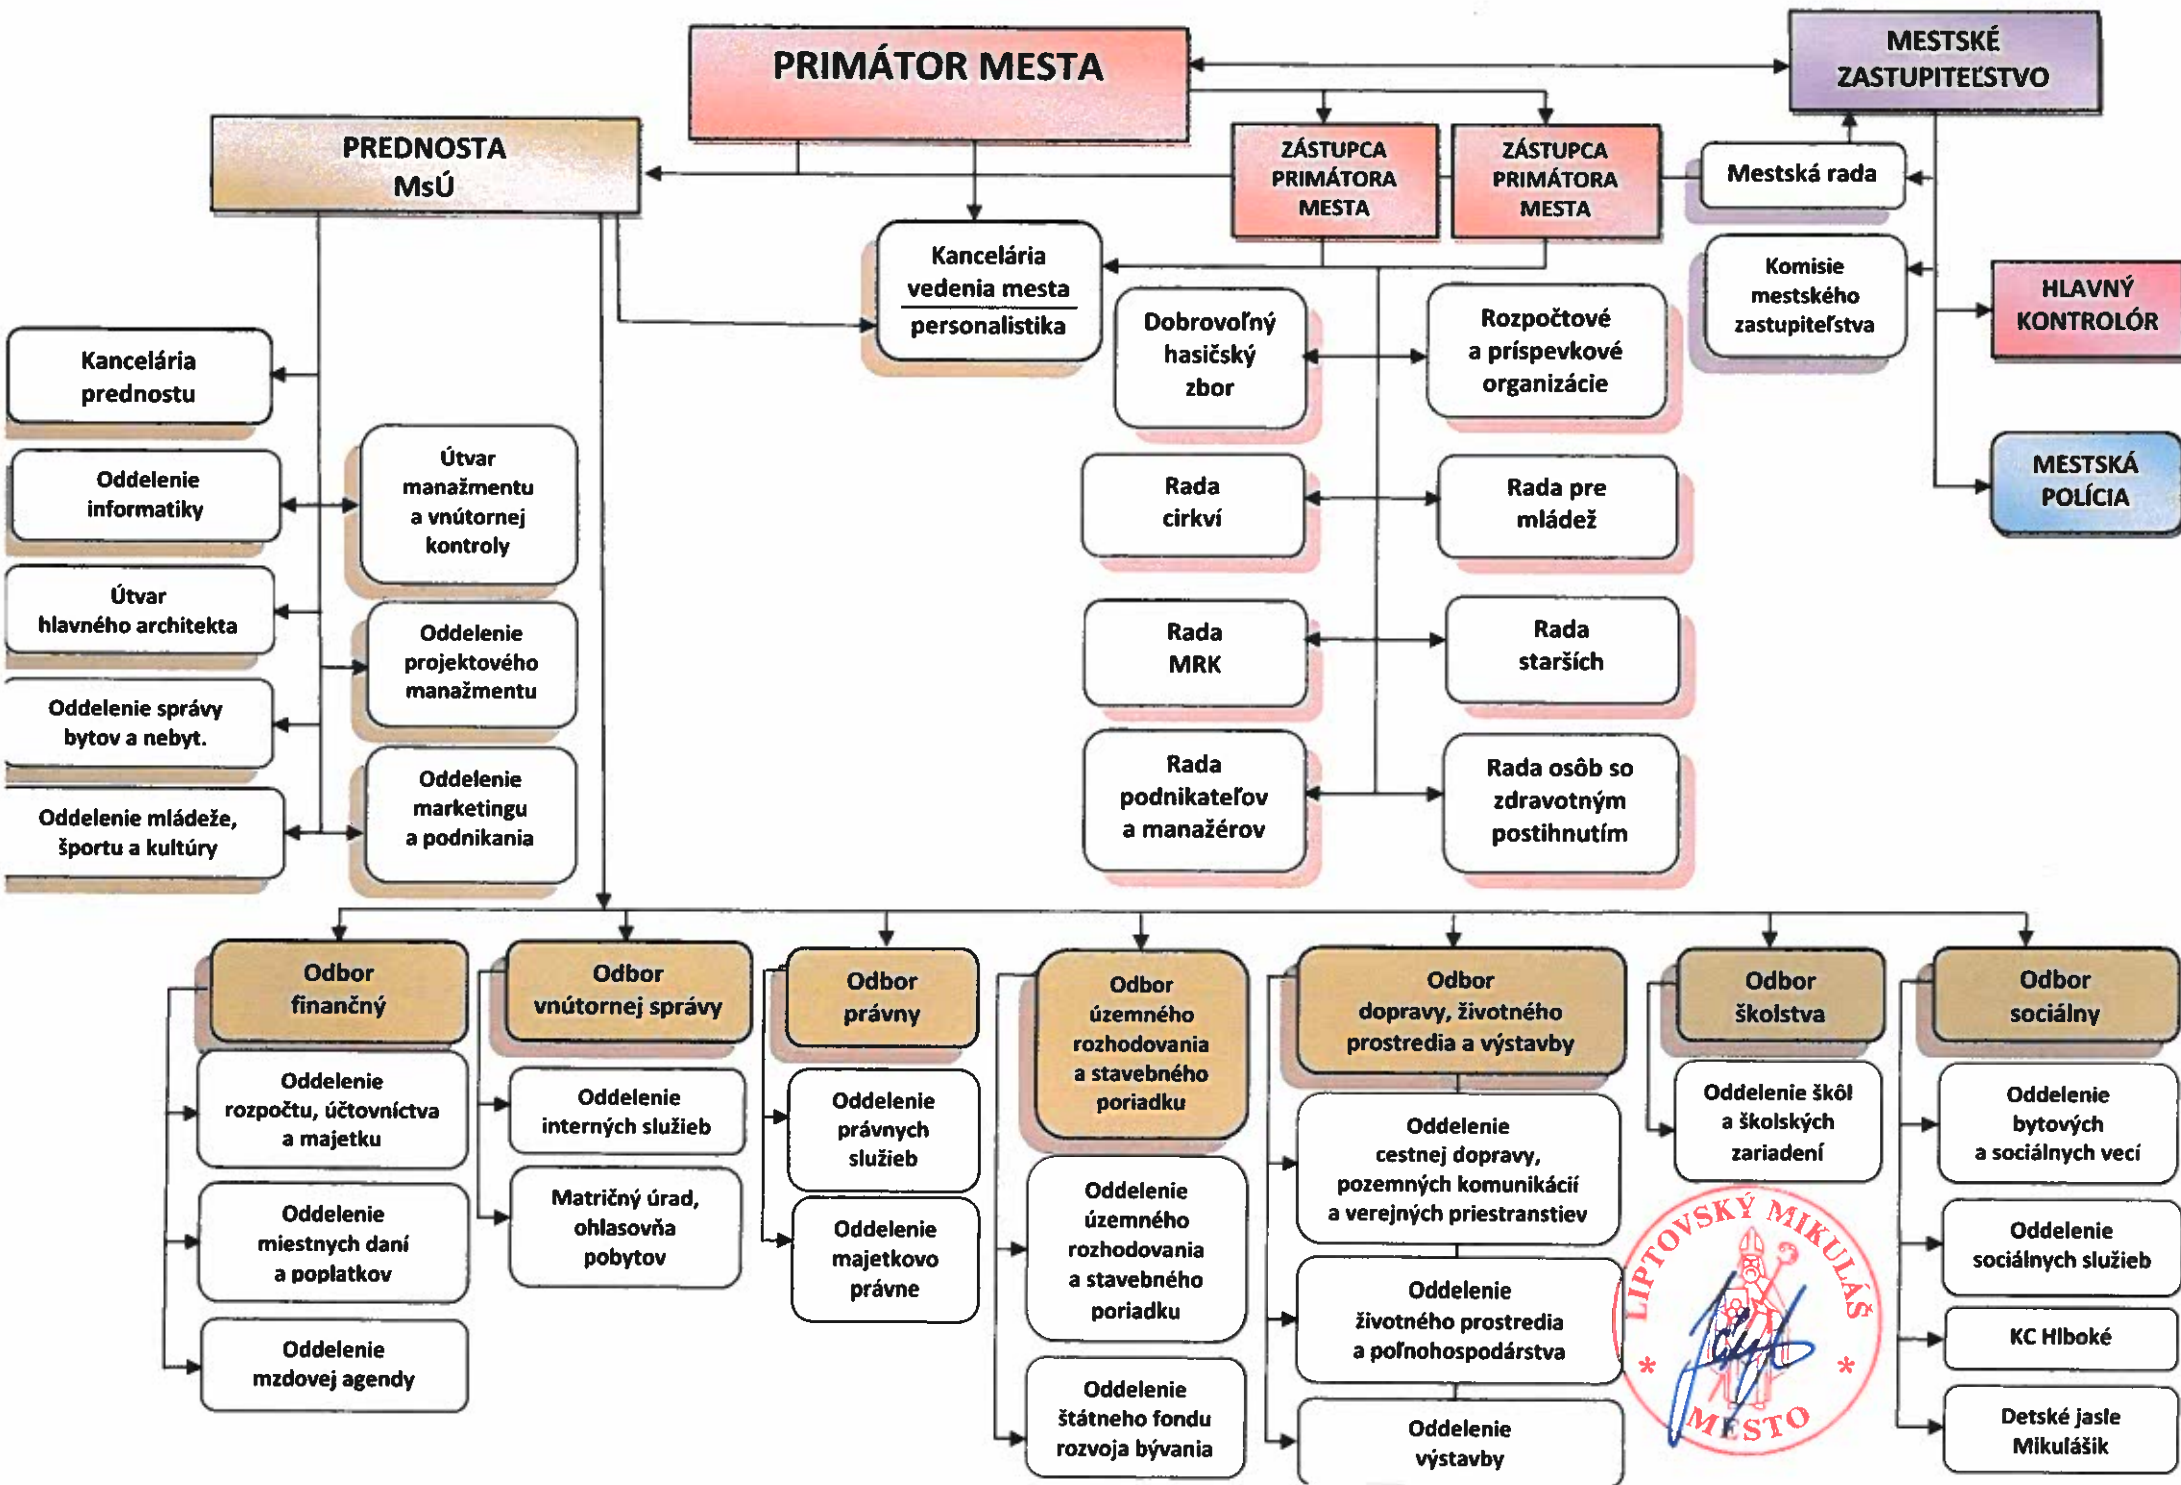 PRIMÁTOR MESTA
MESTSKÉ
ZASTUPITEĽSTVO
PREDNOSTA
MsÚ
ZÁSTUPCA
PRIMÁTORA
MESTA
ZÁSTUPCA
PRIMÁTORA
MESTA
Mestská rada
Kancelária
vedenia mesta
personalistika
Komisie
mestského
zastupiteľstva
HLAVNÝ
KONTROLÓR
MESTSKÁ
POLÍCIA
Dobrovoľný
hasičský
zbor
Rozpočtové
a príspevkové
organizácie
Rada
cirkví
Rada pre
mládež
Rada
MRK
Rada
starších
Rada
podnikateľov
a manažérov
Rada osôb so
zdravotným
postihnutím
Kancelária
prednostu
Oddelenie
informatiky
Útvar
manažmentu
a vnútornej
kontroly
Útvar
hlavného architekta
Oddelenie
projektového
manažmentu
Oddelenie správy
bytov a nebyt.
Oddelenie
marketingu
a podnikania
Oddelenie mládeže,
športu a kultúry
Odbor
finančný
Oddelenie
rozpočtu, účtovníctva
a majetku
Oddelenie
miestnych daní
a poplatkov
Oddelenie
mzdovej agendy
Odbor
vnútornej správy
Oddelenie
interných služieb
Matričný úrad,
ohlasovňa
pobytov
Odbor
právny
Oddelenie
právnych
služieb
Oddelenie
majetkovo
právne
Odbor
územného
rozhodovania
a stavebného
poriadku
Oddelenie
územného
rozhodovania
a stavebného
poriadku
Oddelenie
štátneho fondu
rozvoja bývania
Odbor
dopravy, životného
prostredia a výstavby
Oddelenie
cestnej dopravy,
pozemných komunikácií
a verejných priestranstiev
Oddelenie
životného prostredia
a poľnohospodárstva
Oddelenie
výstavby
Odbor
školstva
Oddelenie škôl
a školských
zariadení
Odbor
sociálny
Oddelenie
bytových
a sociálnych vecí
Oddelenie
sociálnych služieb
KC Hlboké
Detské jasle
Mikulášik
LIPTOVSKÝ MIKULÁŠ
* MESTO *